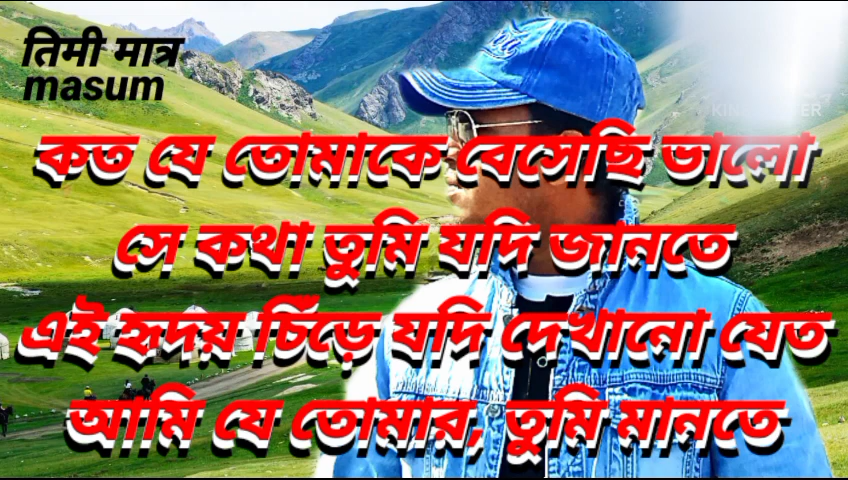 তিমী মাত্র
masum
কত যে তোমাকে বেসেছি ভালো
সে কথা তুমি যদি জানতে
এই হৃদয় চিঁড়ে যদি দেখানো যেত
আমি যে তোমার, তুমি মানতে